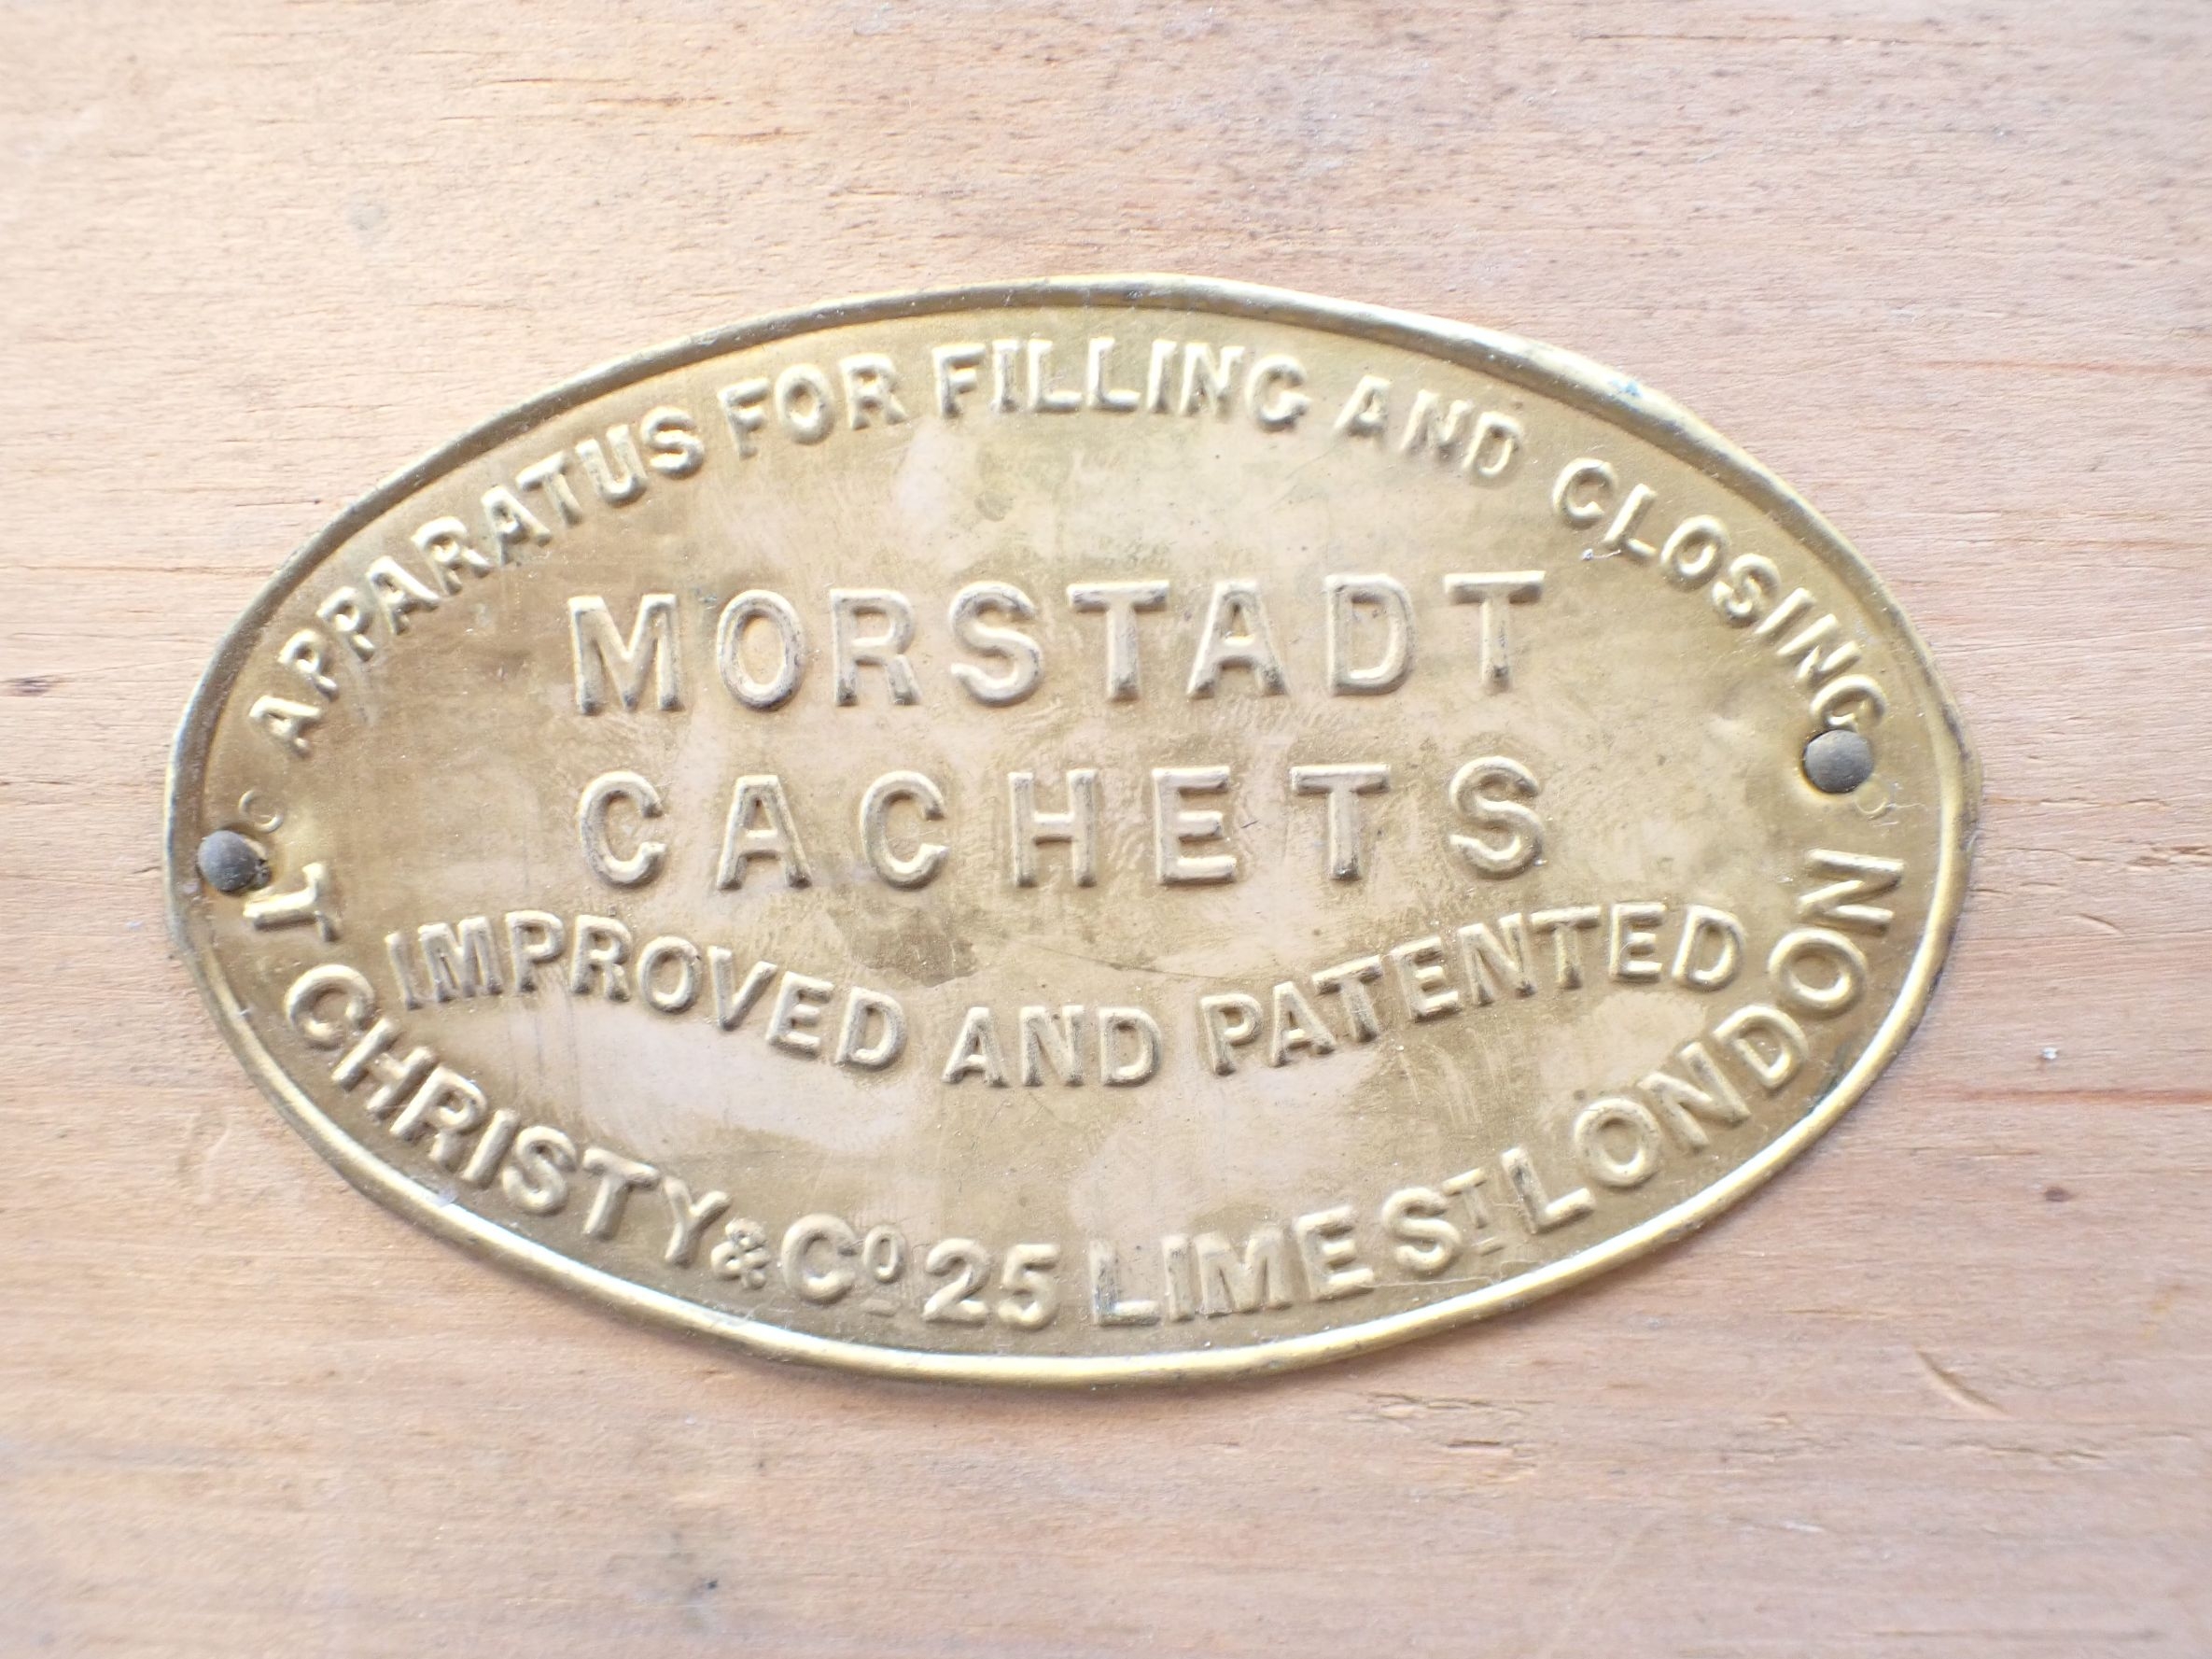 APPARATUS FOR FILLING AND CLOSING
MORSTADT
CACHETS
IMPROVED AND PATENTED
T CHRISTY & Cº 25 LIME Sᵀ LONDON